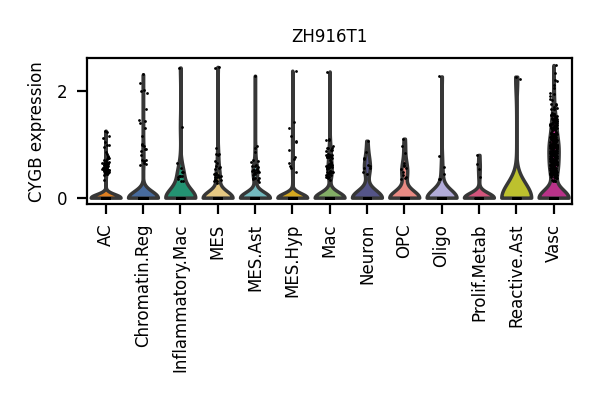 ZH916T1
CYGB expression
2
0
AC
Chromatin.Reg
Inflammatory.Mac
MES
MES.Ast
MES.Hyp
Mac
Neuron
OPC
Oligo
Prolif.Metab
Reactive.Ast
Vasc